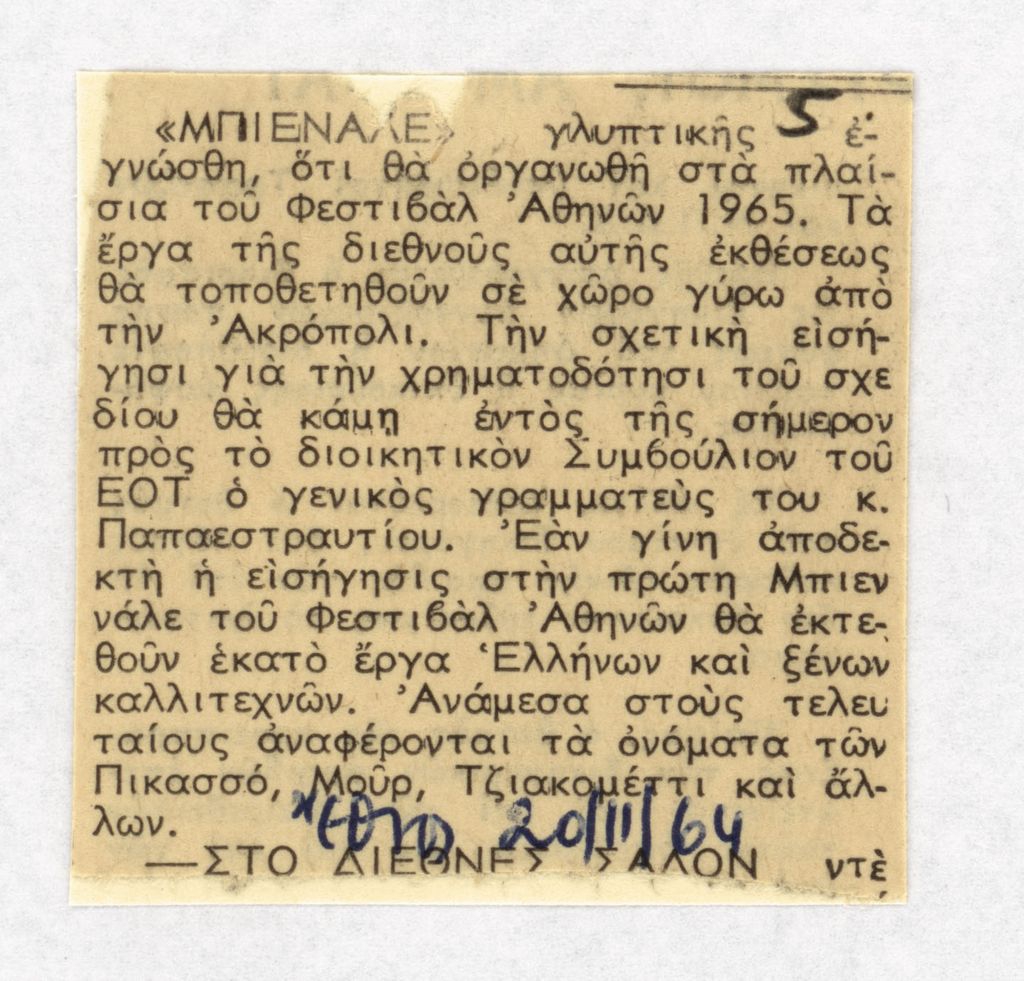 5
«ΜΠΙΕΝΑΛΕ» γλυπτικῆς ἐ-
γνώσθη, ὅτι θὰ ὀργανωθῆ στὰ πλαί-
σια τοῦ Φεστιβὰλ Ἀθηνῶν 1965. Τὰ
ἔργα τῆς διεθνοῦς αὐτῆς ἐκθέσεως
θὰ τοποθετηθοῦν σὲ χῶρο γύρω ἀπὸ
τὴν Ἀκρόπολι. Τὴν σχετικὴ εἰσή-
γησι γιὰ τὴν χρηματοδότησι τοῦ σχε
δίου θὰ κάμη ἐντὸς τῆς σήμερον
πρὸς τὸ διοικητικὸν Συμβούλιον τοῦ
ΕΟΤ ὁ γενικὸς γραμματεὺς του κ.
Παπαεστραυτίου. Ἐὰν γίνη ἀποδε-
κτὴ ἡ εἰσήγησις στὴν πρώτη Μπιεν
νάλε τοῦ Φεστιβὰλ Ἀθηνῶν θὰ ἐκτε-
θοῦν ἑκατὸ ἔργα Ἑλλήνων καὶ ξένων
καλλιτεχνῶν. Ἀνάμεσα στοὺς τελευ
ταίους ἀναφέρονται τὰ ὀνόματα τῶν
Πικασσό, Μοῦρ, Τζιακομέττι καὶ ἄλ-
λων.
20/11/64
—ΣΤΟ ΔΙΕΘΝΕΣ ΣΑΛΟΝ ντὲ